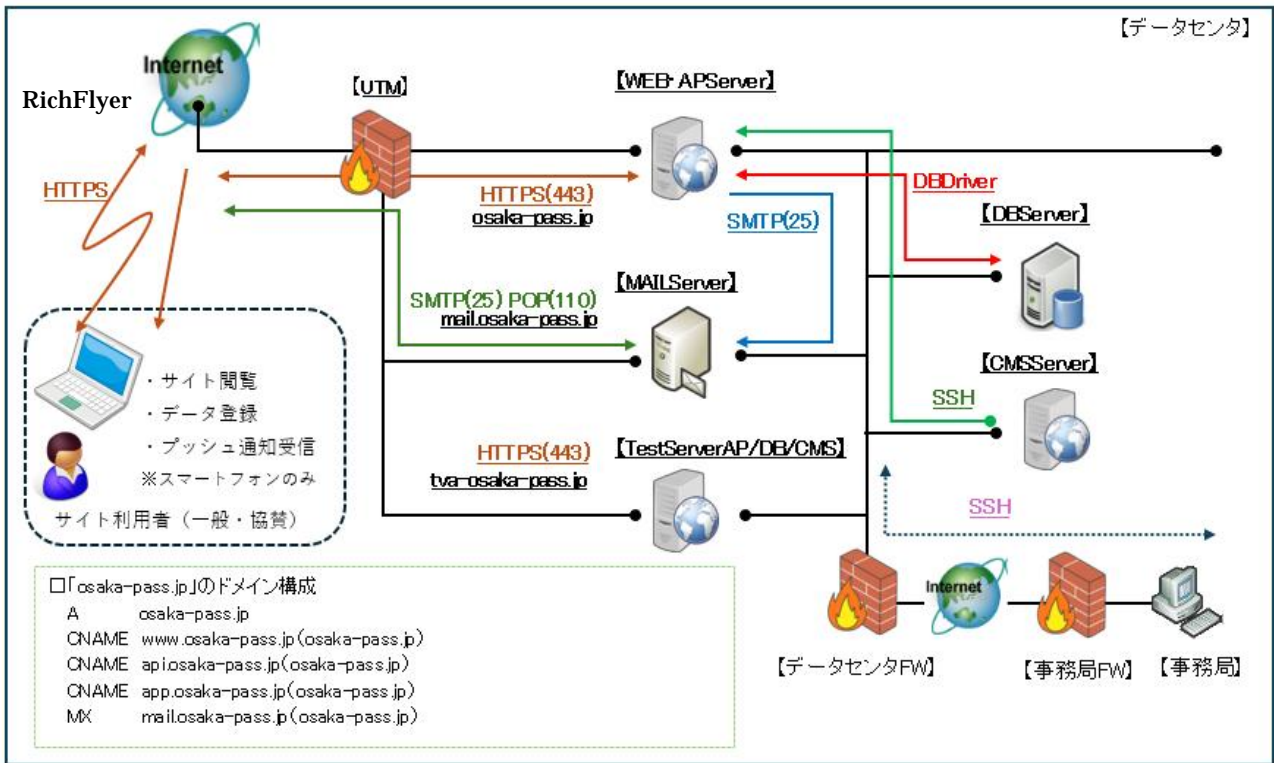 【データセンタ】
Internet
RichFlyer
【UTM】
【WEB・APServer】
HTTPS
HTTPS(443)
osaka-pass.jp
DBDriver
SMTP(25)
【DBServer】
【MAILServer】
SMTP(25) POP(110)
mail.osaka-pass.jp
【CMSServer】
SSH
・サイト閲覧
・データ登録
・プッシュ通知受信
※スマートフォンのみ
サイト利用者（一般・協賛）
HTTPS(443)
tva-osaka-pass.jp
【TestServerAP/DB/CMS】
SSH
□「osaka-pass.jp」のドメイン構成
A osaka-pass.jp
CNAME www.osaka-pass.jp(osaka-pass.jp)
CNAME api.osaka-pass.jp(osaka-pass.jp)
CNAME app.osaka-pass.jp(osaka-pass.jp)
MX mail.osaka-pass.jp(osaka-pass.jp)
Internet
【データセンタFW】
【事務局FW】
【事務局】